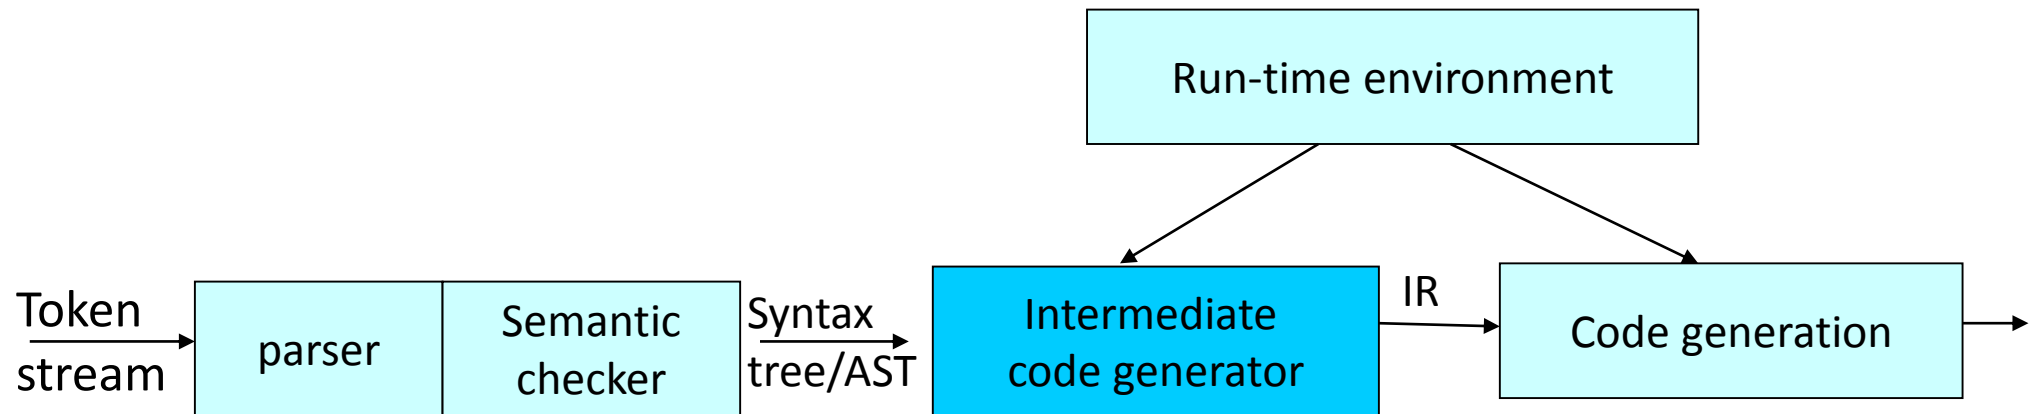 Run-time environment
Token
stream
parser
Semantic
checker
Syntax
tree/AST
Intermediate
code generator
IR
Code generation